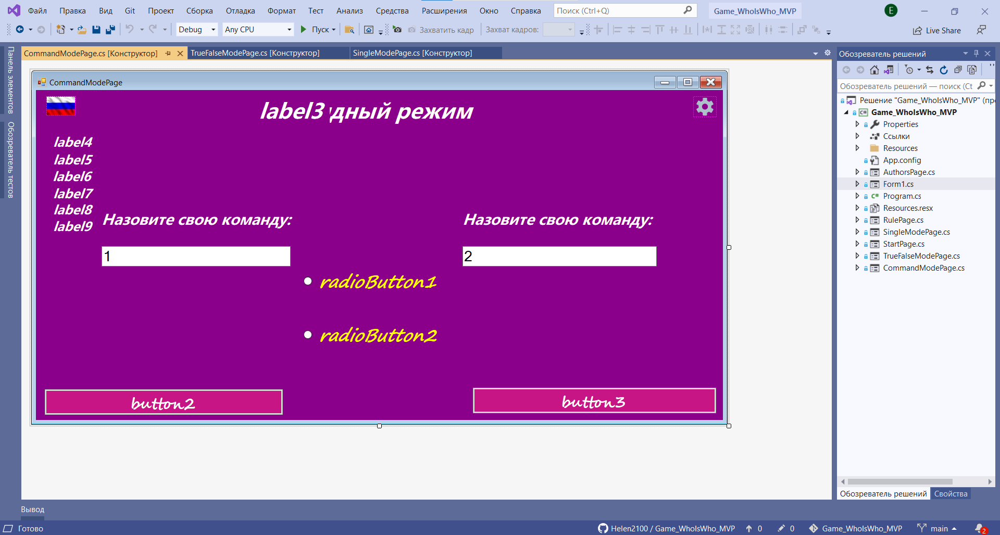 Файл Правка Вид Git Проект Сборка Отладка Формат Тест Анализ Средства Расширения Окно Справка Поиск (Ctrl+Q) Game_WhoIsWho_MVP E
Debug Any CPU Пуск Захватить кадр Захват кадров: Live Share
Панель элементов
Обозреватель тестов
CommandModePage.cs [Конструктор] TrueFalseModePage.cs [Конструктор] SingleModePage.cs [Конструктор]
CommandModePage
label3 дный режим
label4
label5
label6
label7
label8
label9
Назовите свою команду: Назовите свою команду:
1 2
radioButton1
radioButton2
button2 button3
Обозреватель решений
Обозреватель решений — поиск (Ct
Решение "Game_WhoIsWho_MVP" (пр
C# Game_WhoIsWho_MVP
Properties
Ссылки
Resources
App.config
AuthorsPage.cs
Form1.cs
C# Program.cs
Resources.resx
RulePage.cs
SingleModePage.cs
StartPage.cs
TrueFalseModePage.cs
CommandModePage.cs
Обозреватель решений Свойства
Вывод
Готово Helen2100 / Game_WhoIsWho_MVP 0 0 Game_WhoIsWho_MVP main 2